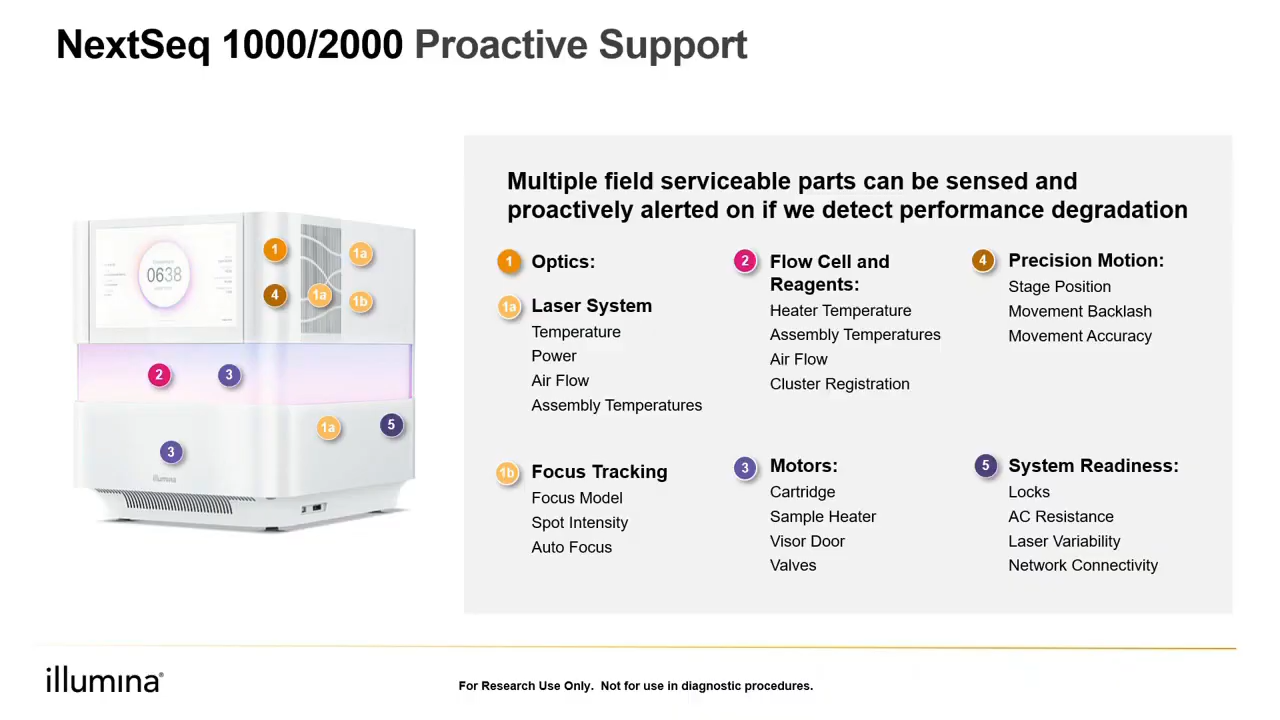 NextSeq 1000/2000 Proactive Support
Multiple field serviceable parts can be sensed and
proactively alerted on if we detect performance degradation
0638
1
1a
4
1a
1b
2
3
1a
5
3
illumina
1 Optics:
1a Laser System
Temperature
Power
Air Flow
Assembly Temperatures
1b Focus Tracking
Focus Model
Spot Intensity
Auto Focus
2 Flow Cell and
Reagents:
Heater Temperature
Assembly Temperatures
Air Flow
Cluster Registration
3 Motors:
Cartridge
Sample Heater
Visor Door
Valves
4 Precision Motion:
Stage Position
Movement Backlash
Movement Accuracy
5 System Readiness:
Locks
AC Resistance
Laser Variability
Network Connectivity
illumina®
For Research Use Only. Not for use in diagnostic procedures.